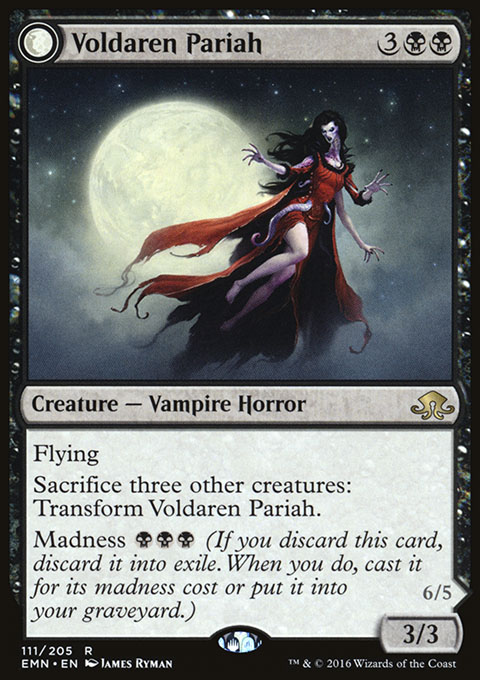 Voldaren Pariah 3
Creature — Vampire Horror
Flying
Sacrifice three other creatures:
Transform Voldaren Pariah.
Madness (If you discard this card,
discard it into exile. When you do, cast it
for its madness cost or put it into
your graveyard.)
6/5
3/3
111/205 R
EMN • EN James Ryman
™ & © 2016 Wizards of the Coast